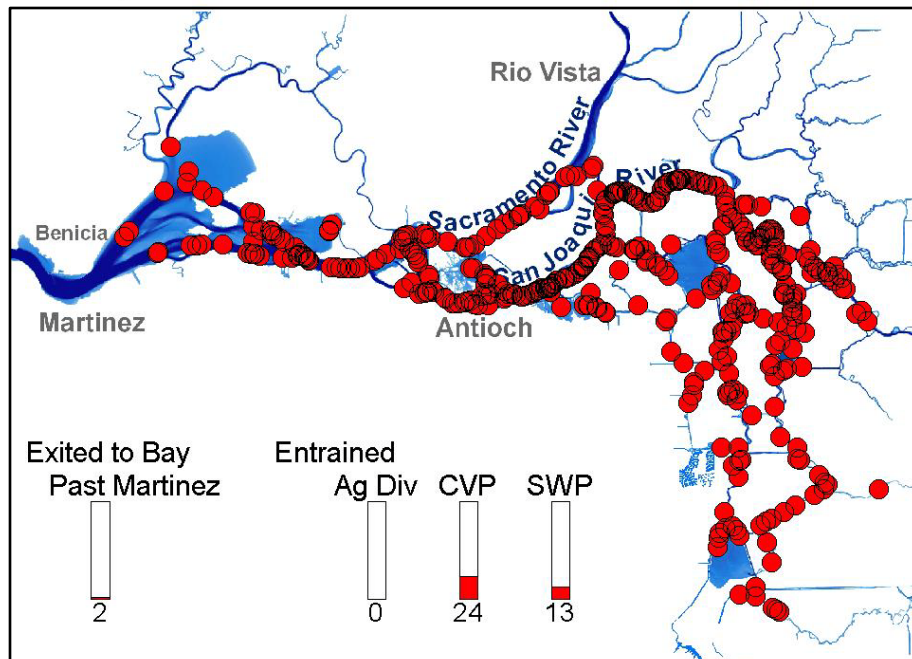 Rio Vista
Sacramento River
San Joaquin River
Benicia
Martinez
Antioch
Exited to Bay
Past Martinez
Entrained
Ag Div CVP SWP
2 0 24 13